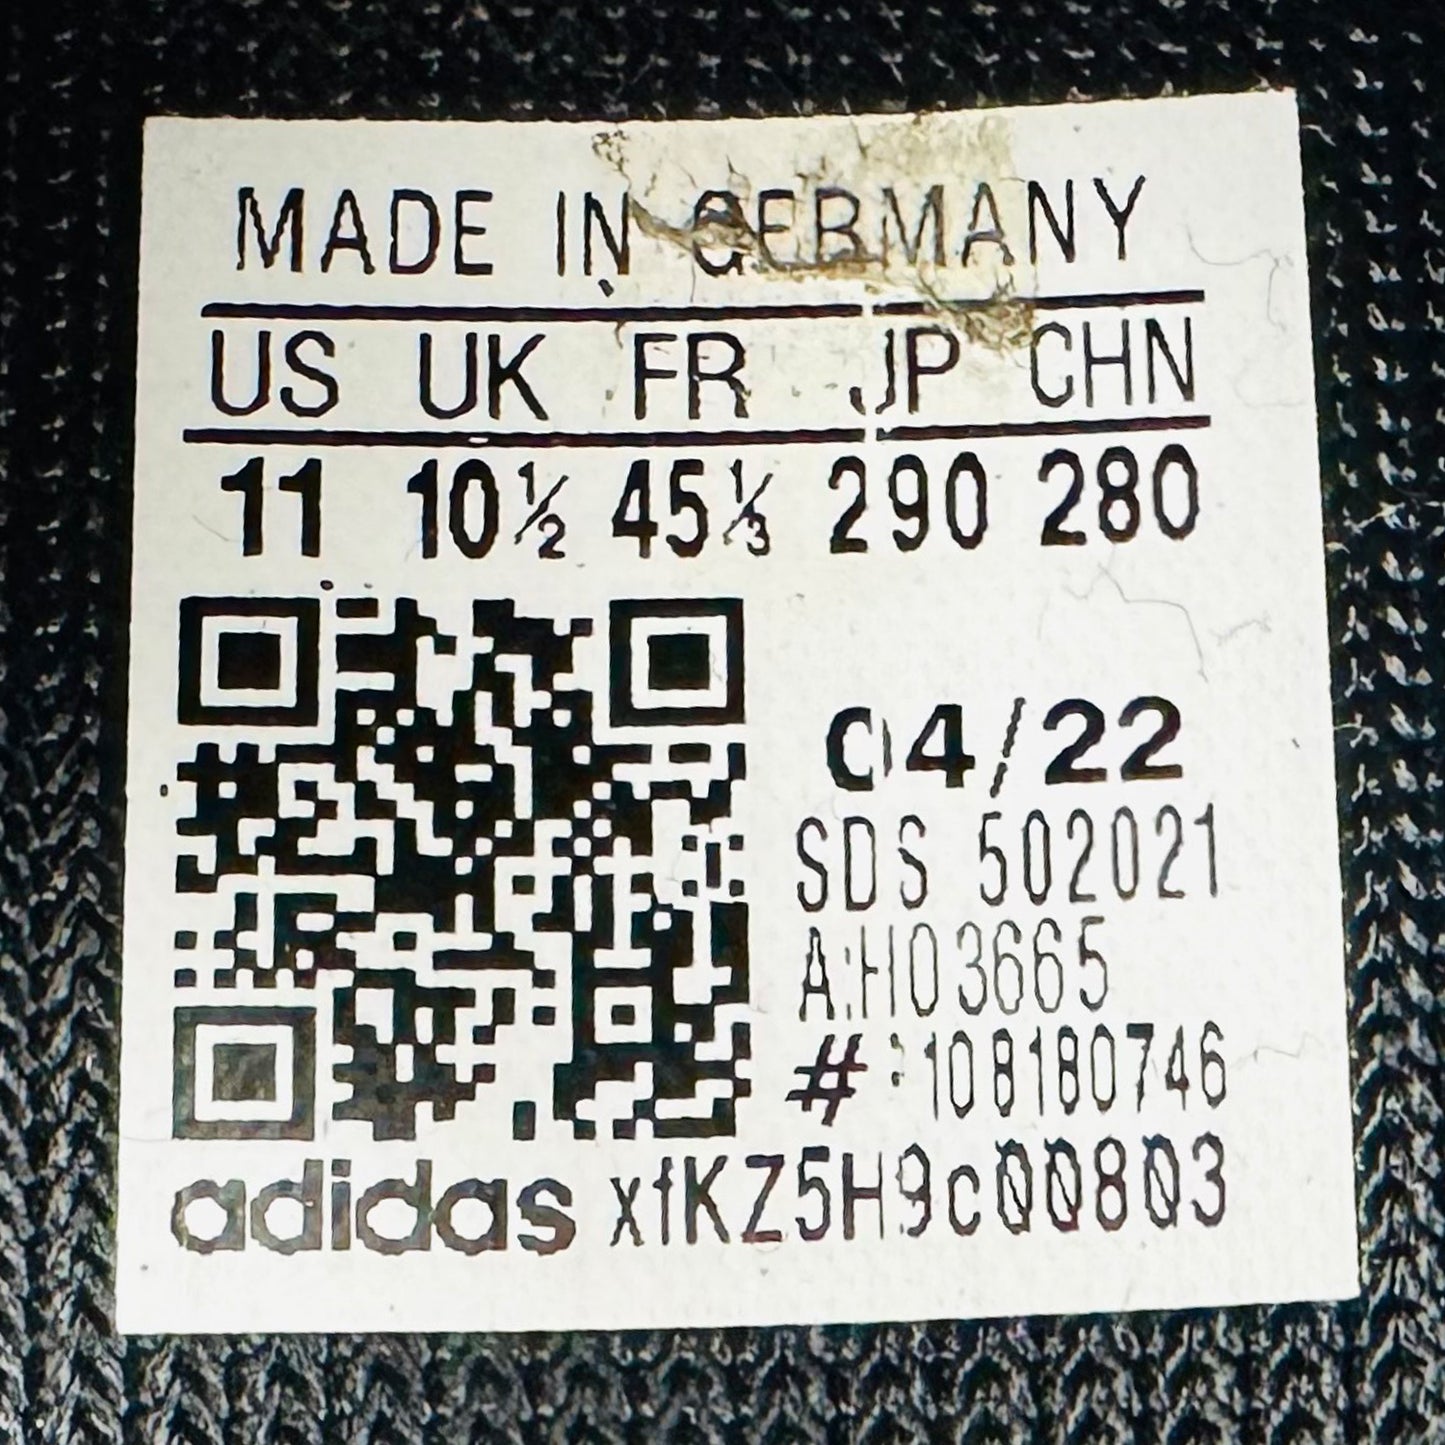 MADE IN GERMANY
US UK FR JP CHN
11 10½ 45⅓ 290 280
04/22
SDS 502021
A:H03665
# :108180746
adidas xfKZ5H9c00803